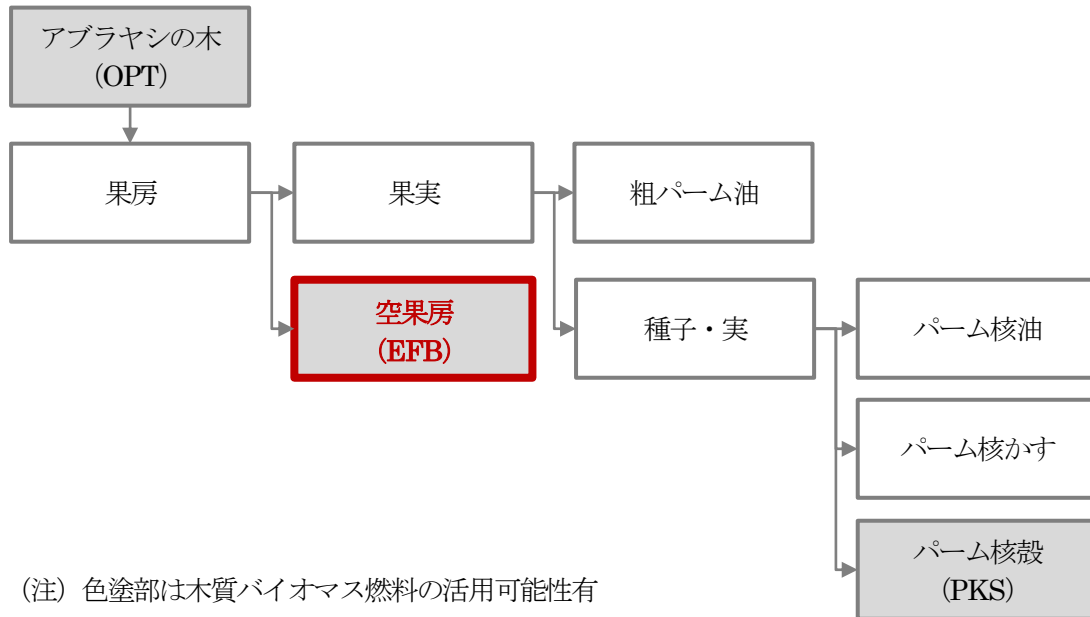 アブラヤシの木
(OPT)
果房
果実
粗パーム油
空果房
(EFB)
種子・実
パーム核油
パーム核かす
パーム核殻
(PKS)
（注）色塗部は木質バイオマス燃料の活用可能性有